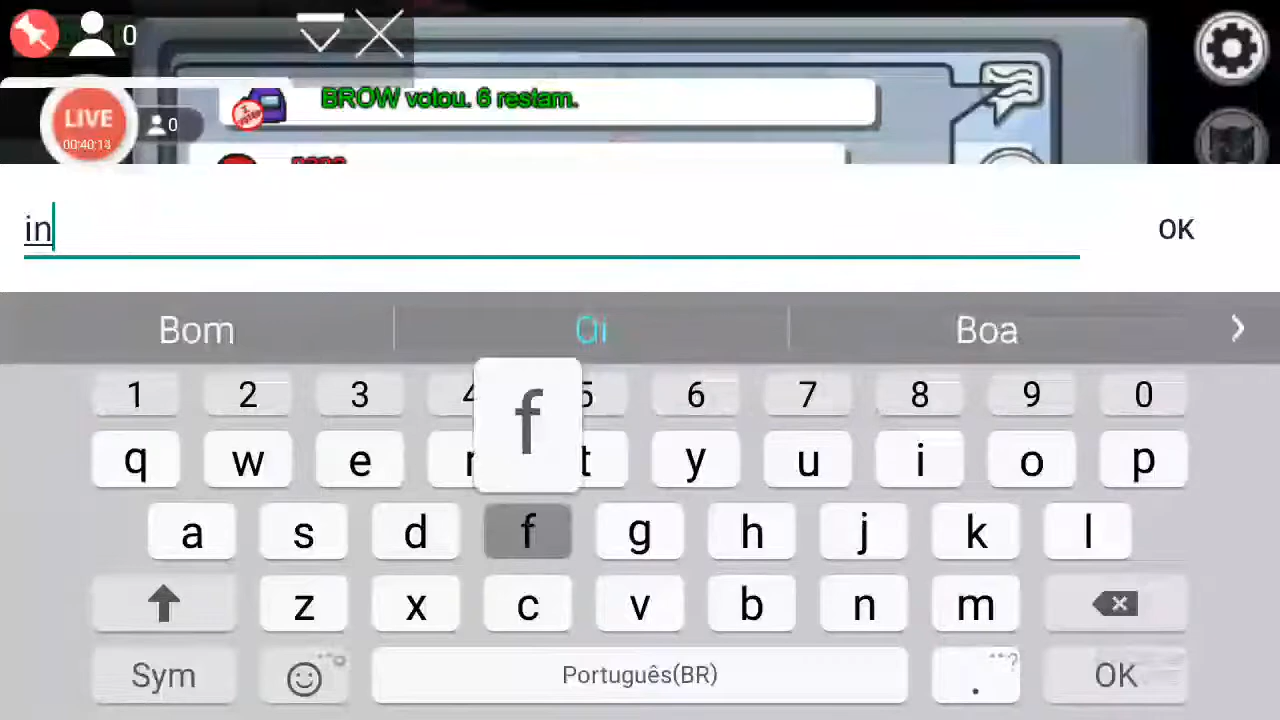 0
LIVE
00:40:14
0
BROW votou. 6 restam.
in
OK
Bom Oi Boa
1 2 3 4 5 6 7 8 9 0
f
q w e r t y u i o p
a s d f g h j k l
z x c v b n m
Sym Português(BR) . OK